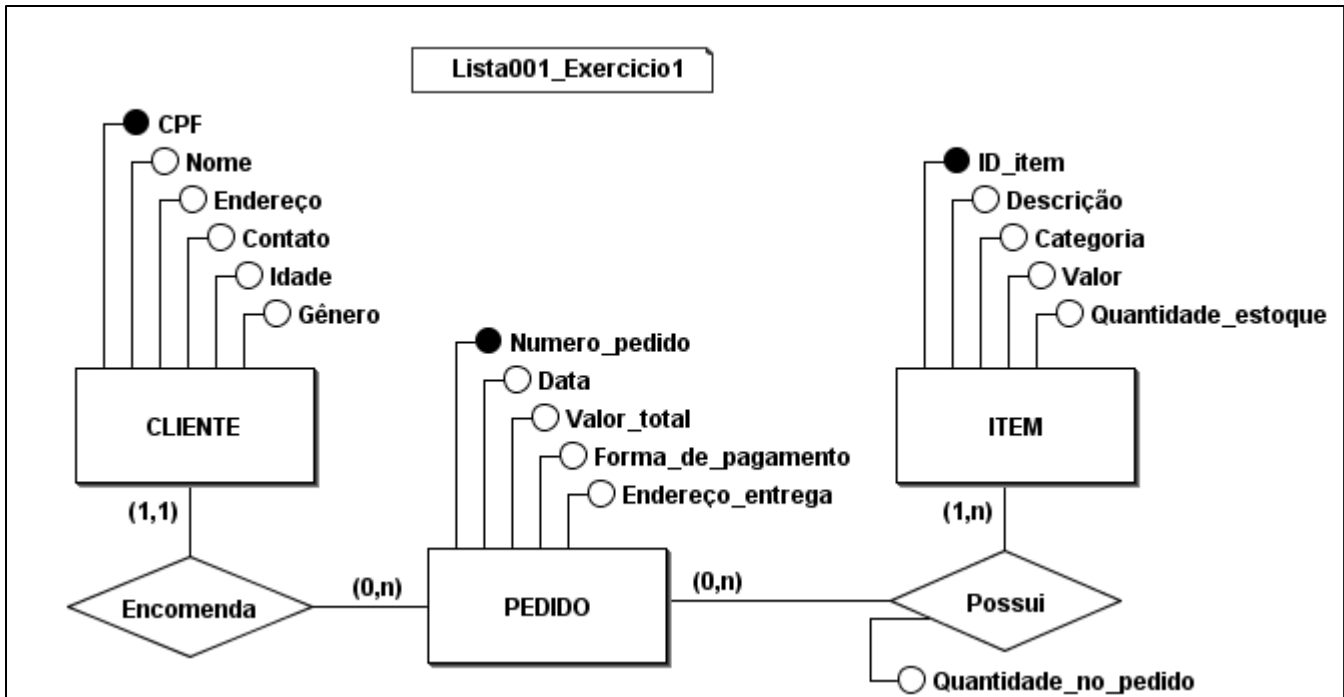 Lista001_Exercicio1
CPF
Nome
Endereço
Contato
Idade
Gênero
CLIENTE
(1,1)
Encomenda
(0,n)
Numero_pedido
Data
Valor_total
Forma_de_pagamento
Endereço_entrega
PEDIDO
(0,n)
ID_item
Descrição
Categoria
Valor
Quantidade_estoque
ITEM
(1,n)
Possui
Quantidade_no_pedido